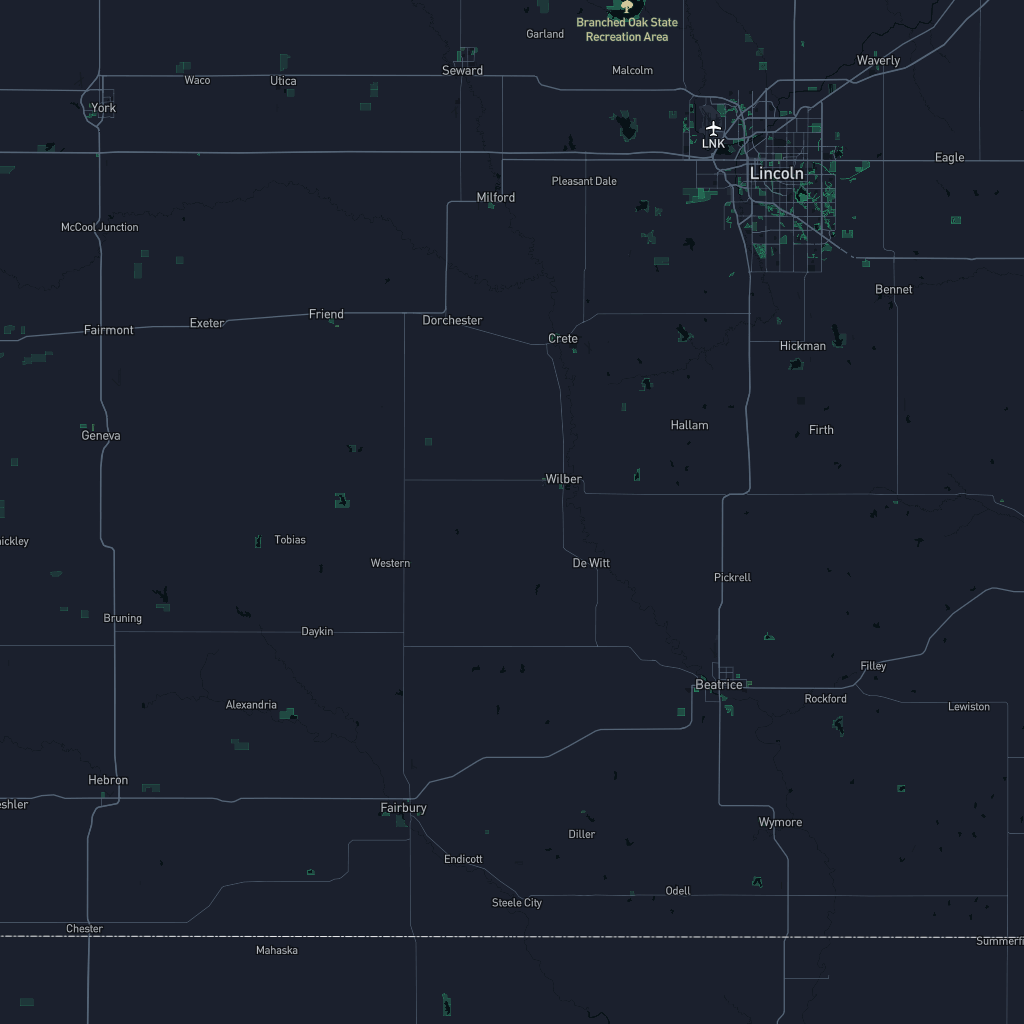 Branched Oak State
Recreation Area
Garland
Waverly
Seward
Malcolm
Waco
Utica
York
LNK
Eagle
Lincoln
Pleasant Dale
Milford
McCool Junction
Bennet
Friend
Dorchester
Exeter
Fairmont
Crete
Hickman
Hallam
Firth
Geneva
Wilber
Tobias
Western
De Witt
Pickrell
Bruning
Daykin
Filley
Beatrice
Rockford
Alexandria
Lewiston
Hebron
Fairbury
Wymore
Diller
Endicott
Odell
Steele City
Chester
Mahaska